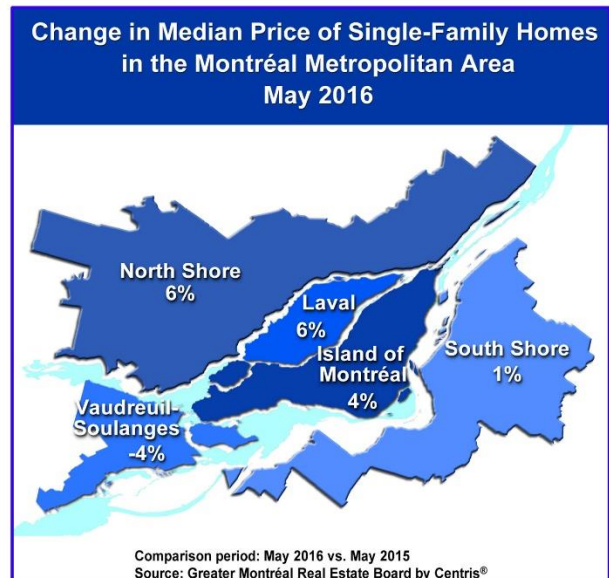 Change in Median Price of Single-Family Homes
in the Montréal Metropolitan Area
May 2016
North Shore
6%
Laval
6%
Island of
Montréal
4%
South Shore
1%
Vaudreuil-
Soulanges
-4%
Comparison period: May 2016 vs. May 2015
Source: Greater Montréal Real Estate Board by Centris®